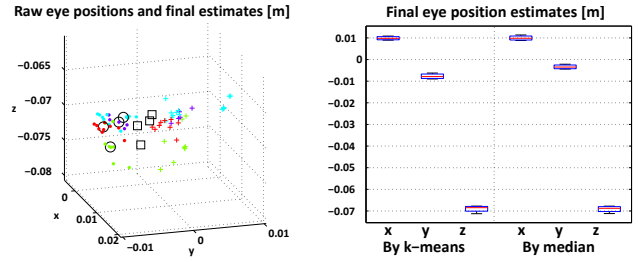 Raw eye positions and final estimates [m]
−0.065
−0.07
−0.075
−0.08
z
0
0.01
0.02
x
−0.01
0
0.01
y
Final eye position estimates [m]
0.01
0
−0.01
−0.02
−0.03
−0.04
−0.05
−0.06
−0.07
x y z x y z
By k−means By median